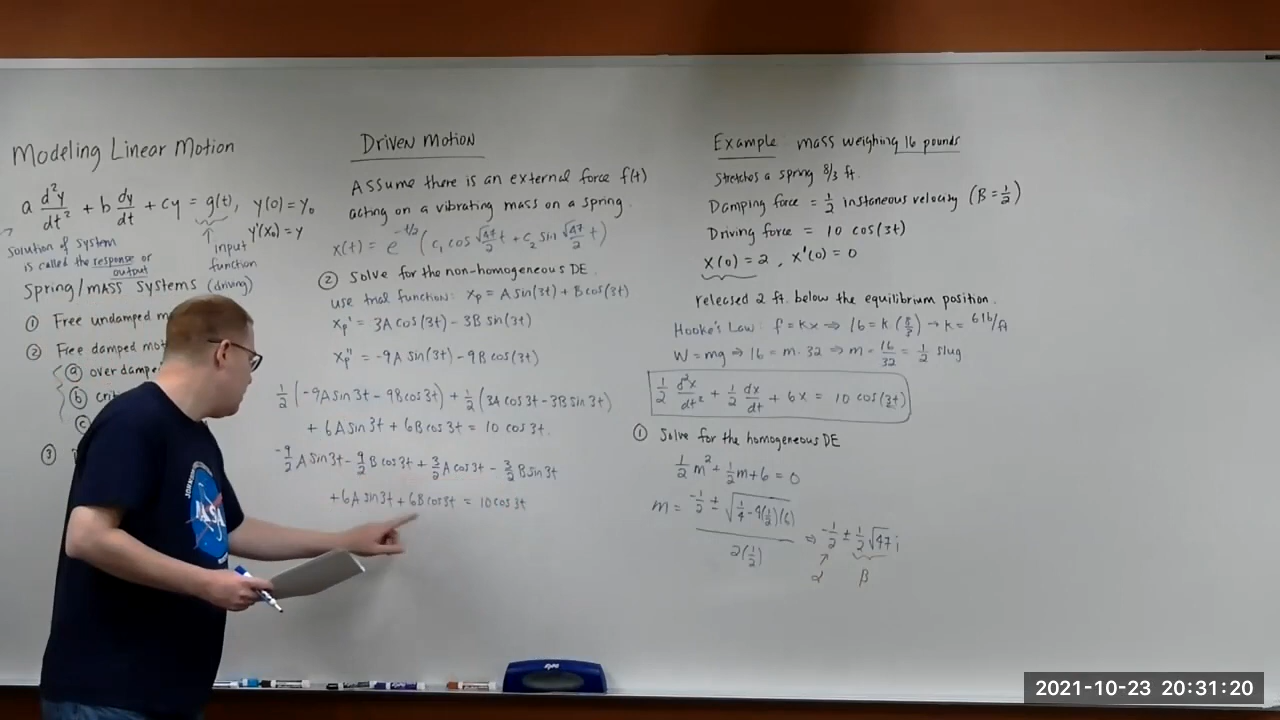 Modeling Linear Motion
a d²y/dt² + b dy/dt + cy = g(t), y(0) = y₀
y'(x₀) = y
solution of system
is called the response or
output
↑ input
function
(driving)
Spring/mass Systems
① Free undamped m
② Free damped mot
ⓐ over dampe
ⓑ crit
ⓒ
③
Driven Motion
Assume there is an external force f(t)
acting on a vibrating mass on a spring.
x(t) = e^(-t/2) (c₁ cos √47/2 t + c₂ sin √47/2 t)
② Solve for the non-homogeneous DE.
use trial function: xₚ = A sin(3t) + B cos(3t)
xₚ' = 3A cos(3t) - 3B sin(3t)
xₚ'' = -9A sin(3t) - 9B cos(3t)
1/2 (-9A sin 3t - 9B cos 3t) + 1/2 (3A cos 3t - 3B sin 3t)
+ 6A sin 3t + 6B cos 3t = 10 cos 3t.
-9/2 A sin 3t - 9/2 B cos 3t + 3/2 A cos 3t - 3/2 B sin 3t
+ 6A sin 3t + 6B cos 3t = 10 cos 3t
Example: mass weighing 16 pounds
stretches a spring 8/3 ft.
Damping force = 1/2 instaneous velocity (β = 1/2)
Driving force = 10 cos(3t)
x(0) = 2, x'(0) = 0
released 2 ft. below the equilibrium position.
Hooke's Law: f = kx ⇒ 16 = k (8/3) → k = 6 lb/ft
W = mg ⇒ 16 = m · 32 ⇒ m = 16/32 = 1/2 slug
1/2 d²x/dt² + 1/2 dx/dt + 6x = 10 cos(3t)
① Solve for the homogeneous DE
1/2 m² + 1/2 m + 6 = 0
m = (-1/2 ± √(1/4 - 4(1/2)(6))) / 2(1/2) ⇒ -1/2 ± 1/2 √47 i
α β
NASA
expo
2021-10-23 20:31:20